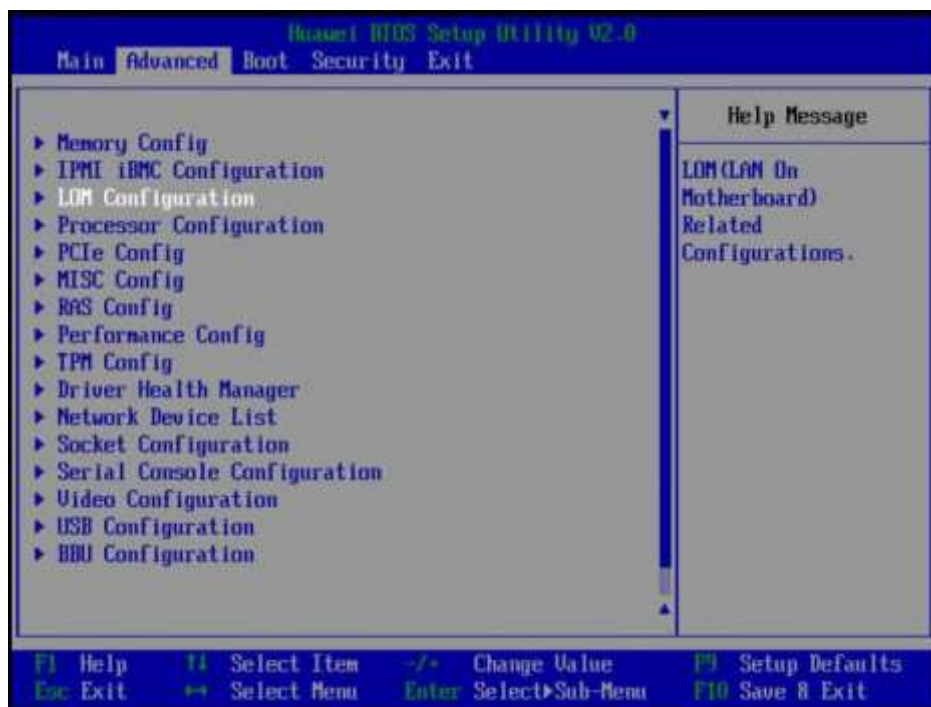 Huawei BIOS Setup Utility V2.0
Main Advanced Boot Security Exit
Help Message
▶ Memory Config
▶ IPMI iBMC Configuration
▶ LOM Configuration
▶ Processor Configuration
▶ PCIe Config
▶ MISC Config
▶ RAS Config
▶ Performance Config
▶ TPM Config
▶ Driver Health Manager
▶ Network Device List
▶ Socket Configuration
▶ Serial Console Configuration
▶ Video Configuration
▶ USB Configuration
▶ BBU Configuration
LOM(LAN On
Motherboard)
Related
Configurations.
F1 Help ↑↓ Select Item -/+ Change Value F9 Setup Defaults
Esc Exit ↔ Select Menu Enter Select▶Sub-Menu F10 Save & Exit